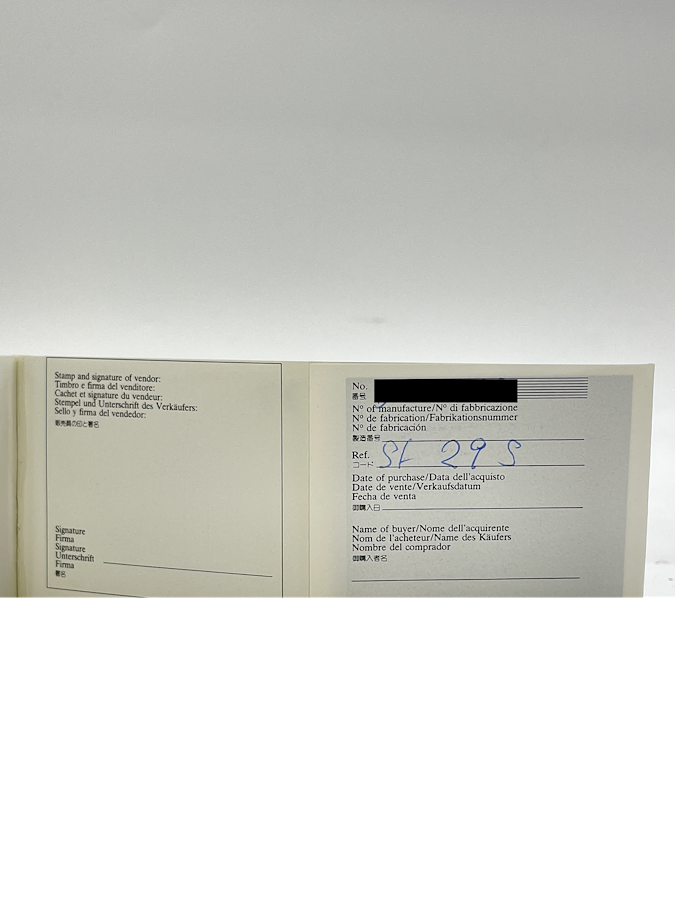 Stamp and signature of vendor:
Timbro e firma del venditore:
Cachet et signature du vendeur:
Stempel und Unterschrift des Verkäufers:
Sello y firma del vendedor:
販売員の印と署名
Signature
Firma
Signature
Unterschrift
Firma
署名
No.
番号
N° of manufacture/N° di fabbricazione
N° de fabrication/Fabrikationsnummer
N° de fabricación
製造番号
Ref. 29 S
コード
Date of purchase/Data dell'acquisto
Date de vente/Verkaufsdatum
Fecha de venta
御購入日
Name of buyer/Nome dell'acquirente
Nom de l'acheteur/Name des Käufers
Nombre del comprador
御購入者名